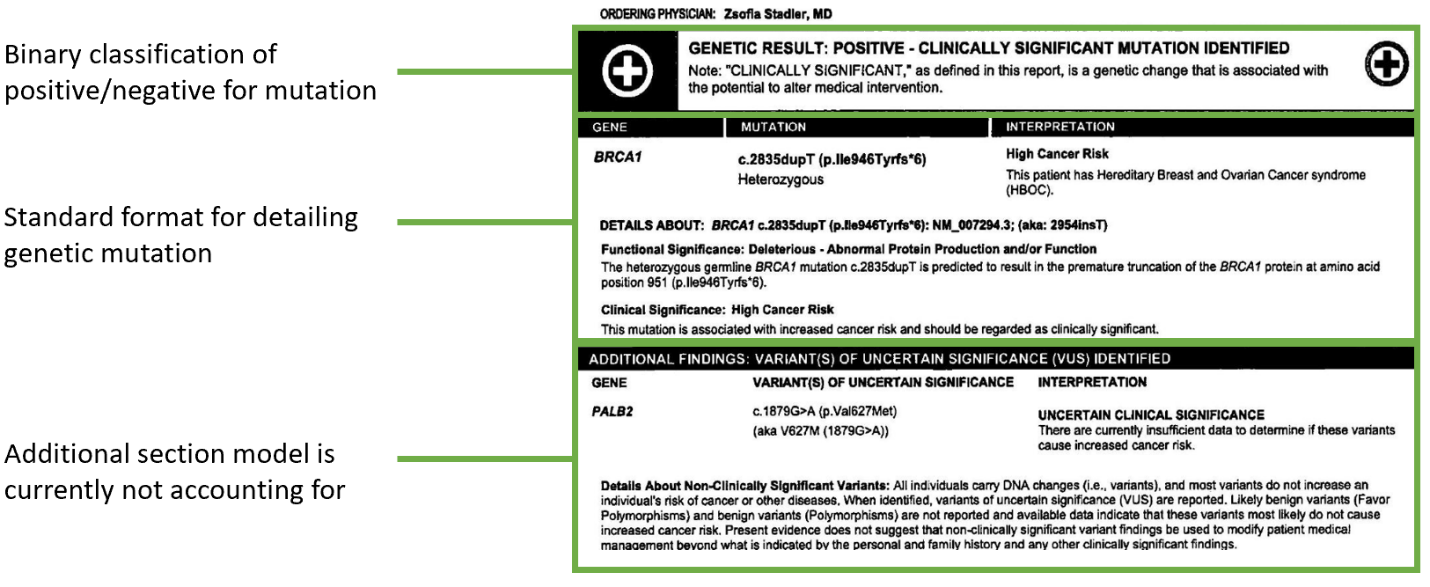 ORDERING PHYSICIAN: Zsofia Stadler, MD
Binary classification of
positive/negative for mutation
GENETIC RESULT: POSITIVE - CLINICALLY SIGNIFICANT MUTATION IDENTIFIED
Note: "CLINICALLY SIGNIFICANT," as defined in this report, is a genetic change that is associated with
the potential to alter medical intervention.
GENE MUTATION INTERPRETATION
BRCA1 c.2835dupT (p.Ile946Tyrfs*6) High Cancer Risk
Heterozygous This patient has Hereditary Breast and Ovarian Cancer syndrome
(HBOC).
Standard format for detailing
genetic mutation
DETAILS ABOUT: BRCA1 c.2835dupT (p.Ile946Tyrfs*6): NM_007294.3; (aka: 2954insT)
Functional Significance: Deleterious - Abnormal Protein Production and/or Function
The heterozygous germline BRCA1 mutation c.2835dupT is predicted to result in the premature truncation of the BRCA1 protein at amino acid
position 951 (p.Ile946Tyrfs*6).
Clinical Significance: High Cancer Risk
This mutation is associated with increased cancer risk and should be regarded as clinically significant.
ADDITIONAL FINDINGS: VARIANT(S) OF UNCERTAIN SIGNIFICANCE (VUS) IDENTIFIED
GENE VARIANT(S) OF UNCERTAIN SIGNIFICANCE INTERPRETATION
PALB2 c.1879G>A (p.Val627Met) UNCERTAIN CLINICAL SIGNIFICANCE
(aka V627M (1879G>A)) There are currently insufficient data to determine if these variants
cause increased cancer risk.
Additional section model is
currently not accounting for
Details About Non-Clinically Significant Variants: All individuals carry DNA changes (i.e., variants), and most variants do not increase an
individual's risk of cancer or other diseases. When identified, variants of uncertain significance (VUS) are reported. Likely benign variants (Favor
Polymorphisms) and benign variants (Polymorphisms) are not reported and available data indicate that these variants most likely do not cause
increased cancer risk. Present evidence does not suggest that non-clinically significant variant findings be used to modify patient medical
management beyond what is indicated by the personal and family history and any other clinically significant findings.